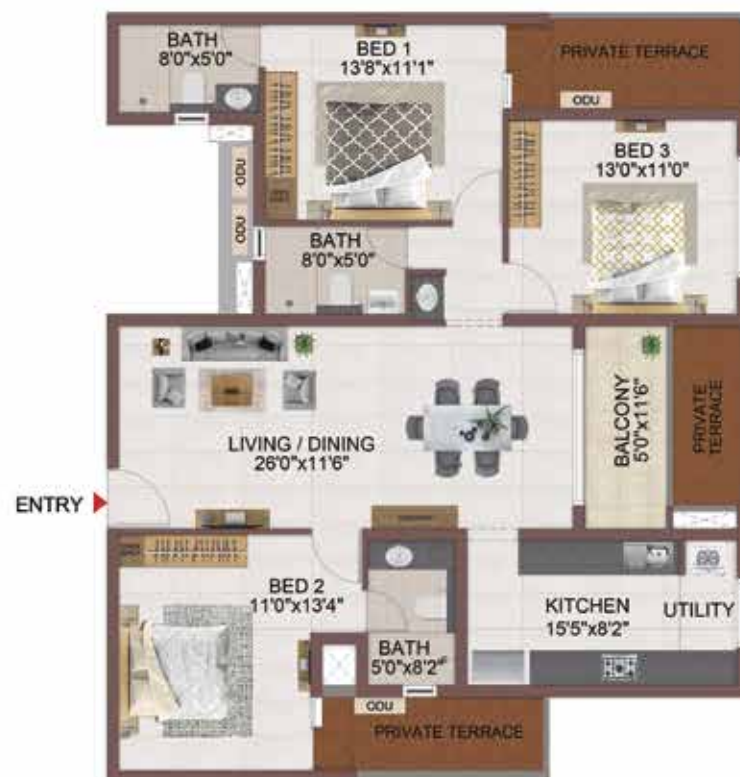 BATH
8'0"x5'0"
BED 1
13'8"x11'1"
PRIVATE TERRACE
ODU
BED 3
13'0"x11'0"
ODU
ODU
BATH
8'0"x5'0"
LIVING / DINING
26'0"x11'6"
BALCONY
5'0"x11'6"
PRIVATE
TERRACE
ENTRY
BED 2
11'0"x13'4"
BATH
5'0"x8'2"
KITCHEN
15'5"x8'2"
UTILITY
ODU
PRIVATE TERRACE